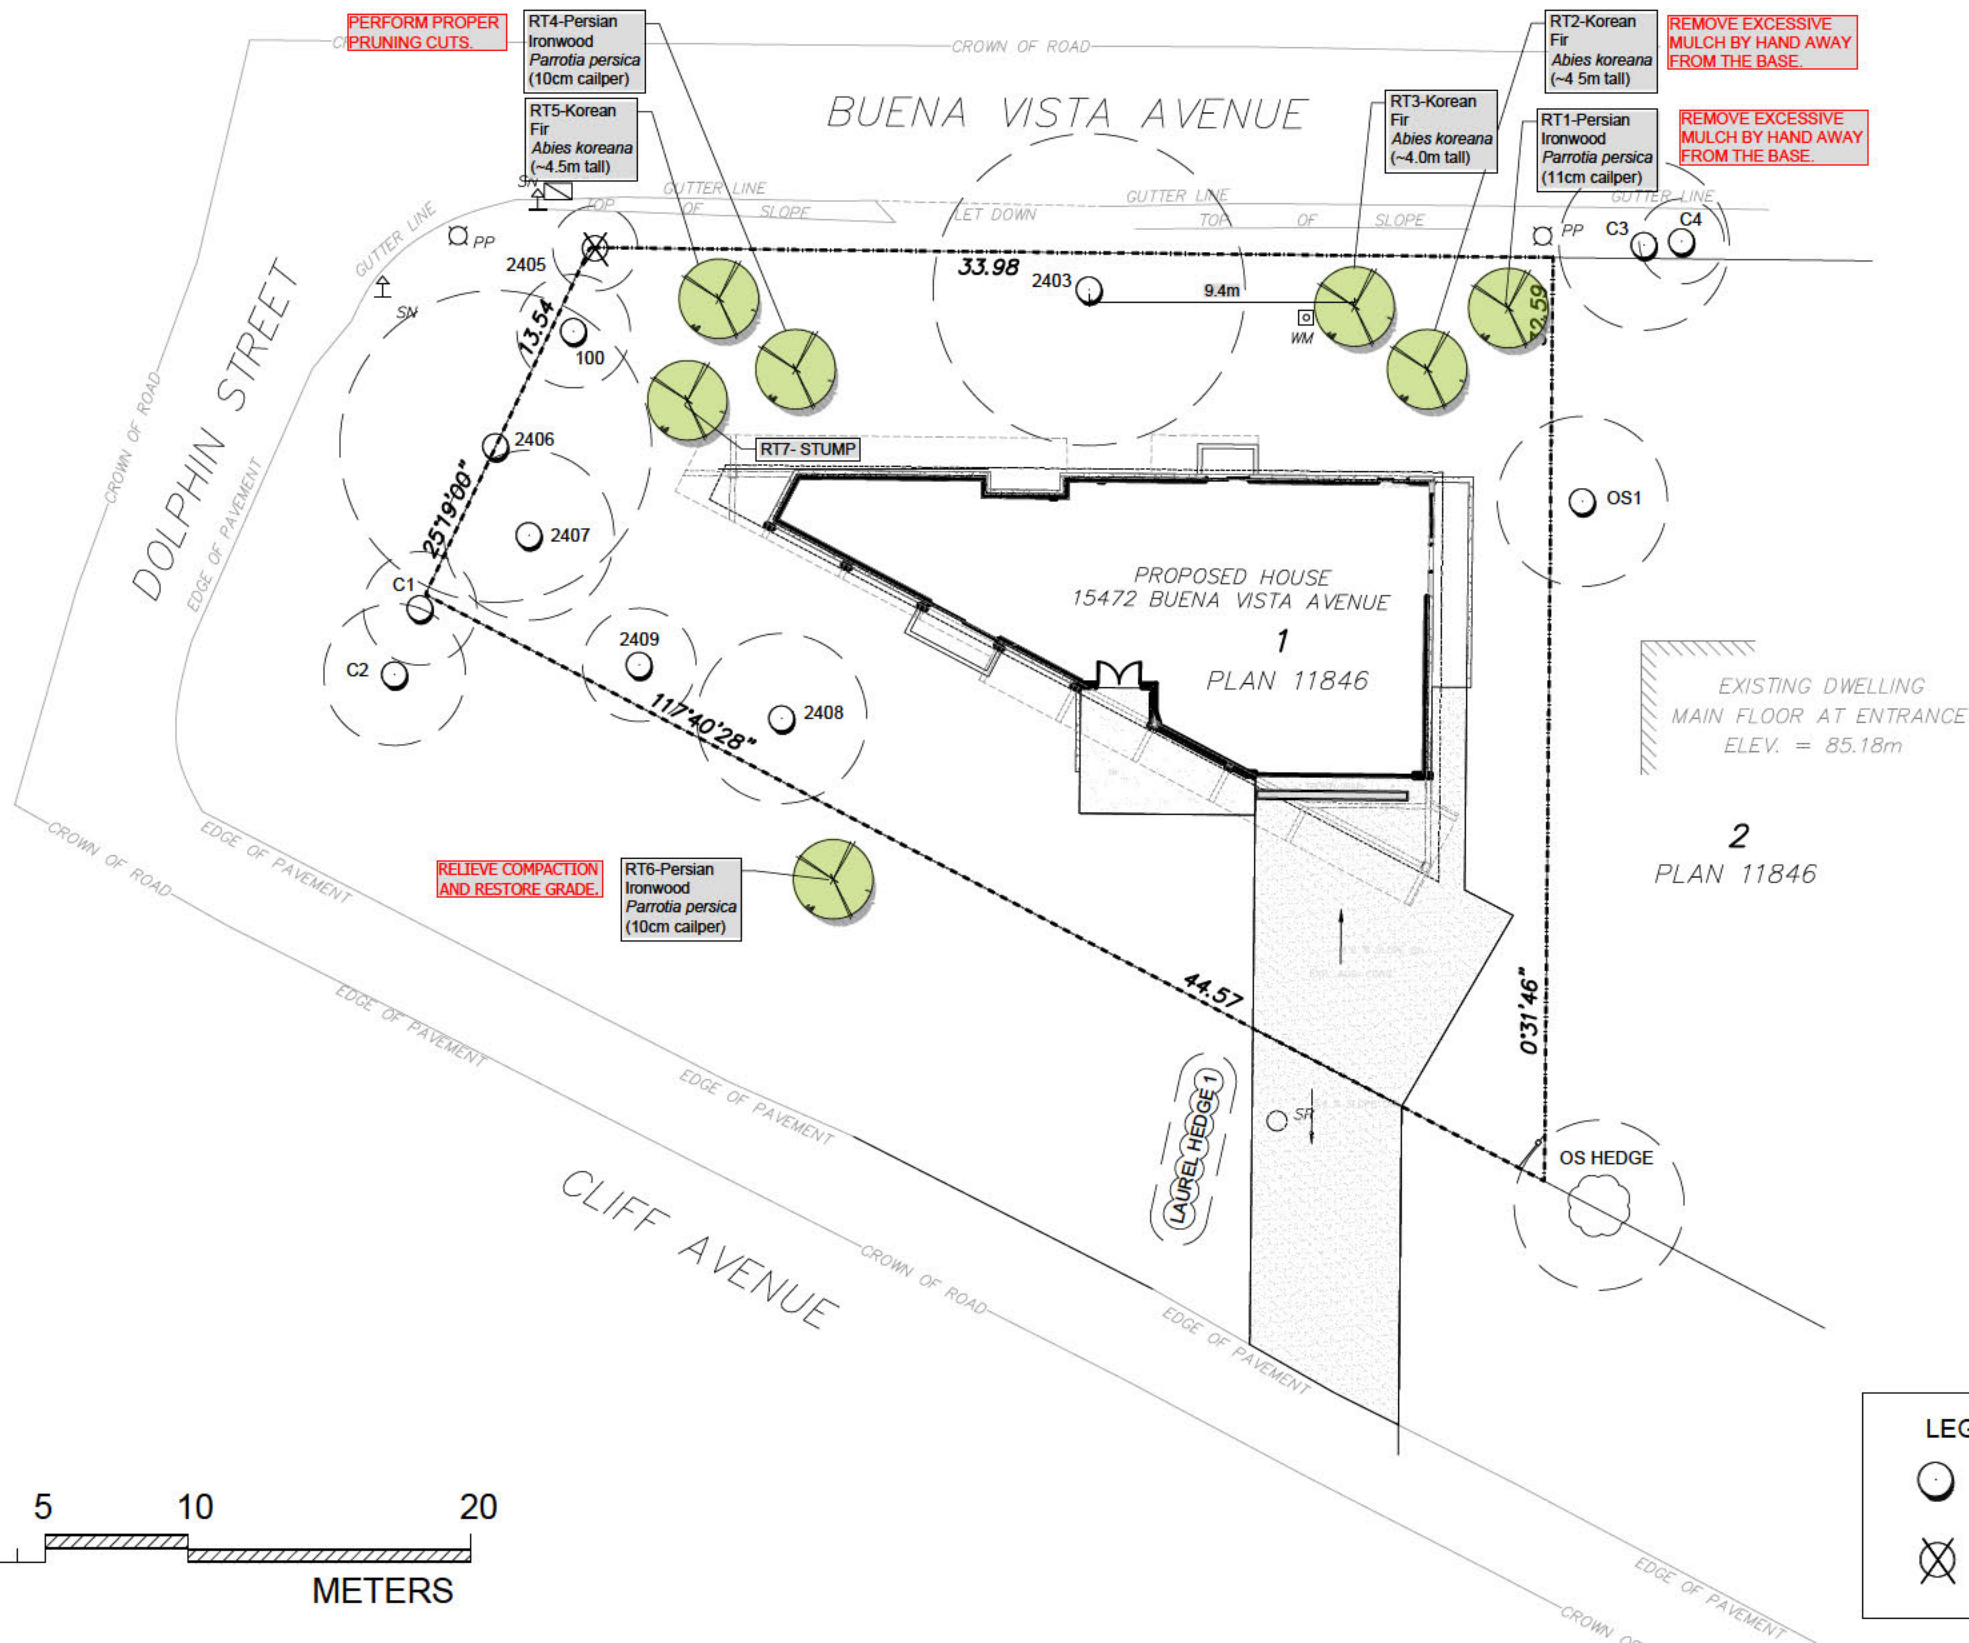 PERFORM PROPER
PRUNING CUTS.
RT4-Persian
Ironwood
Parrotia persica
(10cm cailper)
CROWN OF ROAD
RT2-Korean
Fir
Abies koreana
(~4 5m tall)
REMOVE EXCESSIVE
MULCH BY HAND AWAY
FROM THE BASE.
RT5-Korean
Fir
Abies koreana
(~4.5m tall)
BUENA VISTA AVENUE
RT3-Korean
Fir
Abies koreana
(~4.0m tall)
RT1-Persian
Ironwood
Parrotia persica
(11cm cailper)
REMOVE EXCESSIVE
MULCH BY HAND AWAY
FROM THE BASE.
SN
GUTTER LINE
TOP OF SLOPE
LET DOWN
GUTTER LINE
TOP OF SLOPE
GUTTER LINE
GUTTER LINE
PP
PP
C3
C4
2405
33.98
2403
9.4m
WM
SN
13.54
100
DOLPHIN STREET
CROWN OF ROAD
EDGE OF PAVEMENT
2406
25°19'00"
2407
RT7- STUMP
OS1
C1
C2
2409
2408
117°40'28"
PROPOSED HOUSE
15472 BUENA VISTA AVENUE
1
PLAN 11846
EXISTING DWELLING
MAIN FLOOR AT ENTRANCE
ELEV. = 85.18m
2
PLAN 11846
CROWN OF ROAD
EDGE OF PAVEMENT
RELIEVE COMPACTION
AND RESTORE GRADE.
RT6-Persian
Ironwood
Parrotia persica
(10cm cailper)
44.57
0°31'46"
EDGE OF PAVEMENT
EDGE OF PAVEMENT
LAUREL HEDGE 1
OS HEDGE
CLIFF AVENUE
CROWN OF ROAD
EDGE OF PAVEMENT
5 10 20
METERS
EDGE OF PAVEMENT